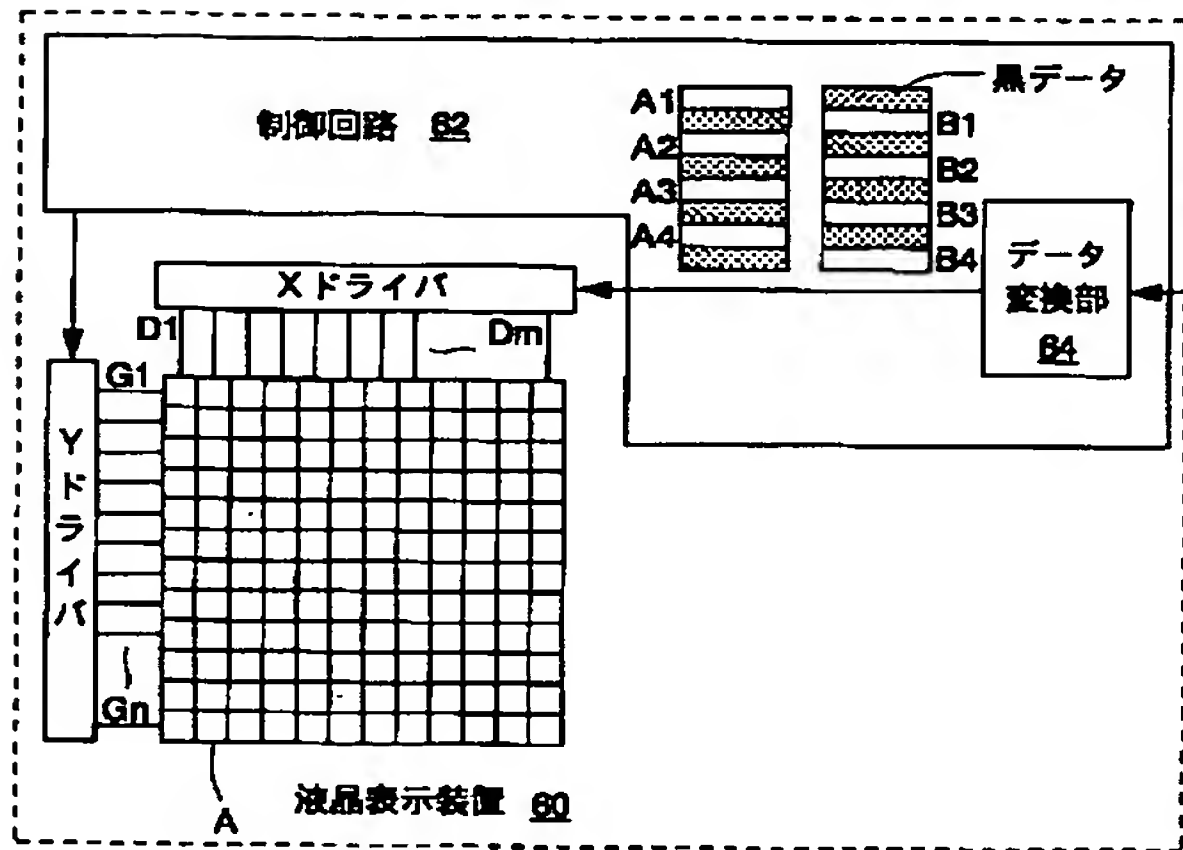 制御回路 62
黒データ
A1
A2
A3
A4
B1
B2
B3
B4
データ
変換部
64
Xドライバ
D1
Dm
Yドライバ
G1
Gn
A
液晶表示装置 60